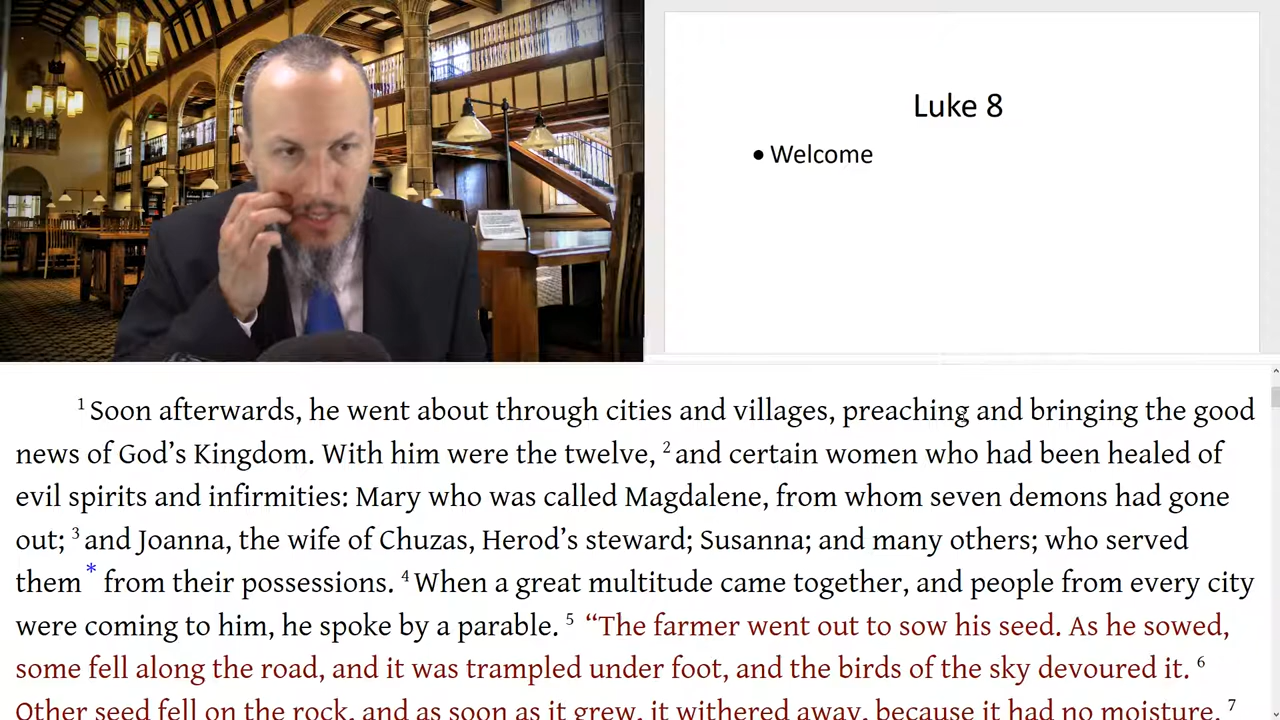 Luke 8
• Welcome
1 Soon afterwards, he went about through cities and villages, preaching and bringing the good
news of God’s Kingdom. With him were the twelve, 2 and certain women who had been healed of
evil spirits and infirmities: Mary who was called Magdalene, from whom seven demons had gone
out; 3 and Joanna, the wife of Chuzas, Herod’s steward; Susanna; and many others; who served
them* from their possessions. 4 When a great multitude came together, and people from every city
were coming to him, he spoke by a parable. 5 “The farmer went out to sow his seed. As he sowed,
some fell along the road, and it was trampled under foot, and the birds of the sky devoured it. 6
Other seed fell on the rock, and as soon as it grew, it withered away, because it had no moisture. 7